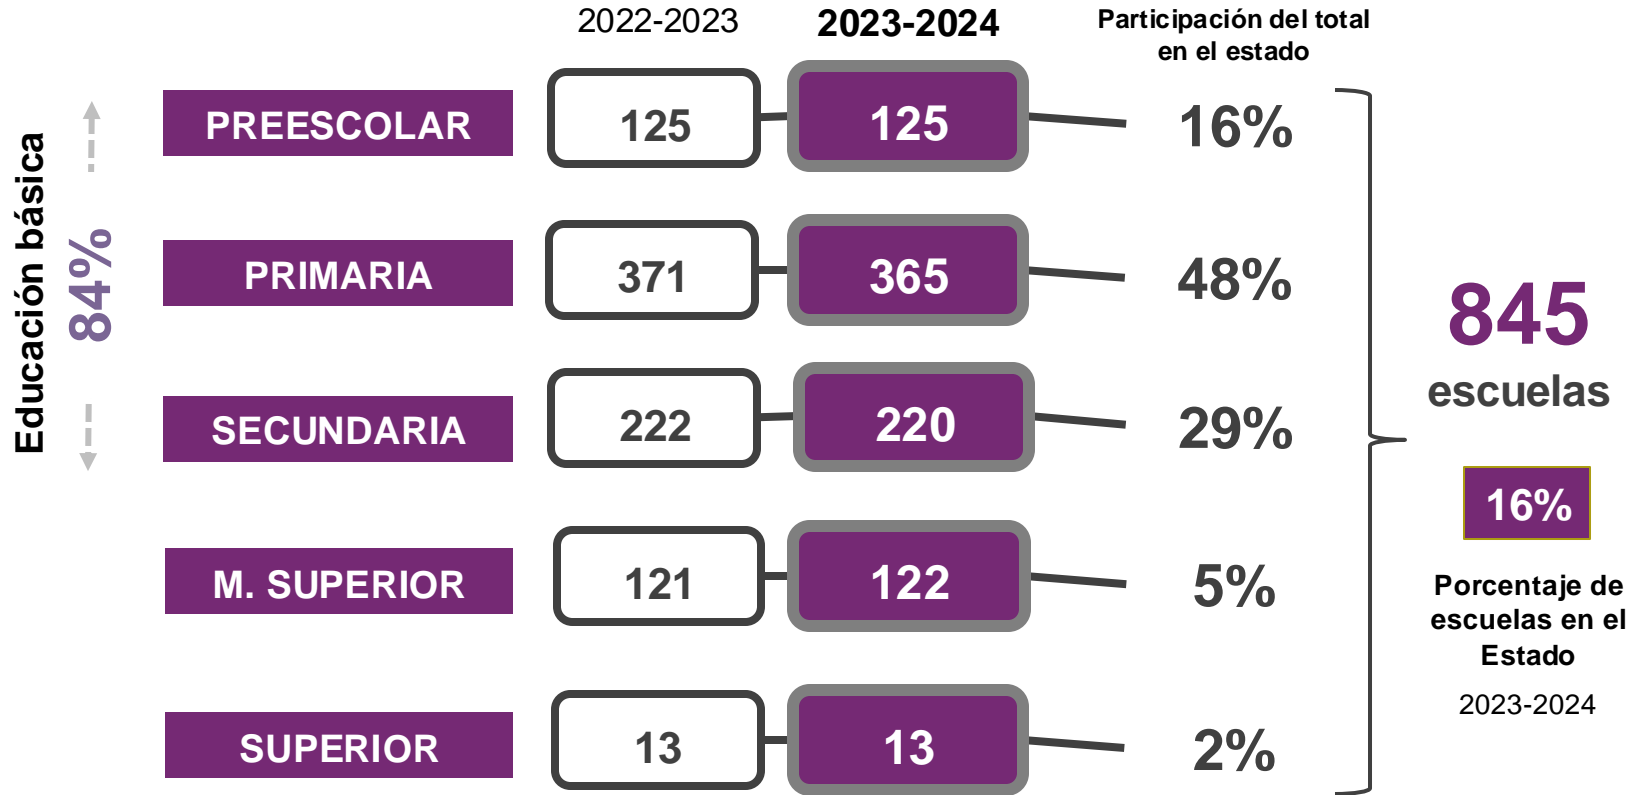 2022-2023
2023-2024
Participación del total
en el estado
Educación básica
84%
PREESCOLAR
125
125
16%
PRIMARIA
371
365
48%
SECUNDARIA
222
220
29%
M. SUPERIOR
121
122
5%
SUPERIOR
13
13
2%
845
escuelas
16%
Porcentaje de
escuelas en el
Estado
2023-2024